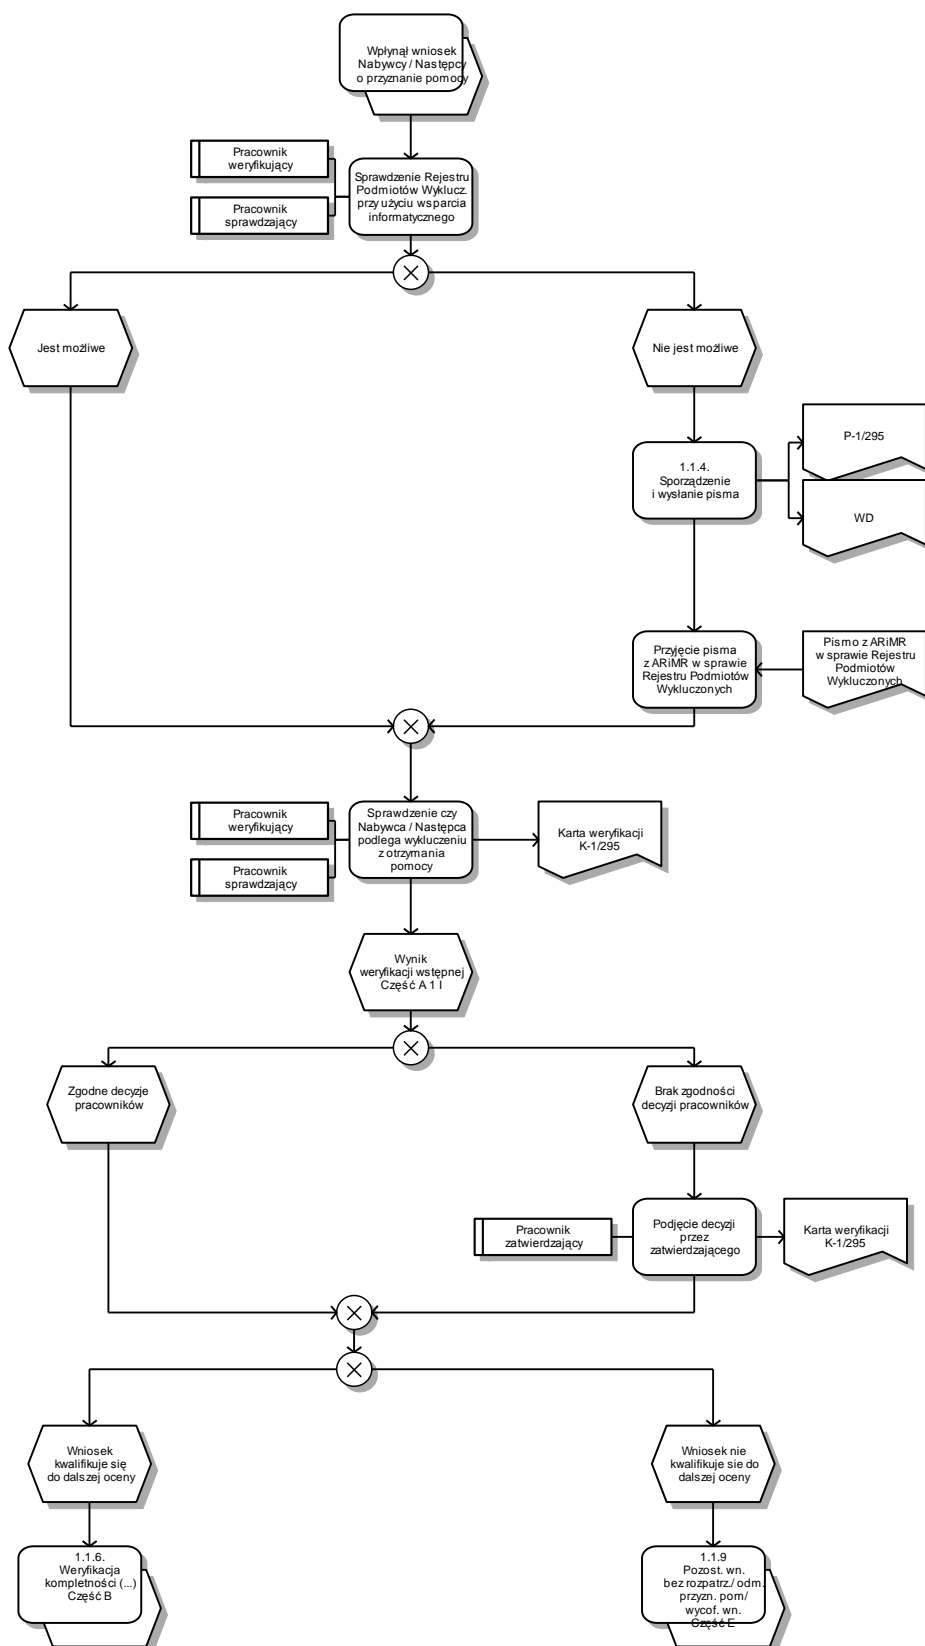 Wpłynął wniosek
Nabywcy / Następcy
o przyznanie pomocy
Pracownik
weryfikujący
Sprawdzenie Rejestru
Podmiotów Wyklucz.
przy użyciu wsparcia
informatycznego
Pracownik
sprawdzający
Jest możliwe
Nie jest możliwe
P-1/295
1.1.4.
Sporządzenie
i wysłanie pisma
WD
Przyjęcie pisma
z ARiMR w sprawie
Rejestru Podmiotów
Wykluczonych
Pismo z ARiMR
w sprawie Rejestru
Podmiotów
Wykluczonych
Pracownik
weryfikujący
Sprawdzenie czy
Nabywca / Następca
podlega wykluczeniu
z otrzymania
pomocy
Karta weryfikacji
K-1/295
Pracownik
sprawdzający
Wynik
weryfikacji wstępnej
Część A 1 I
Zgodne decyzje
pracowników
Brak zgodności
decyzji pracowników
Pracownik
zatwierdzający
Podjęcie decyzji
przez
zatwierdzającego
Karta weryfikacji
K-1/295
Wniosek
kwalifikuje się
do dalszej oceny
Wniosek nie
kwalifikuje sie do
dalszej oceny
1.1.6.
Weryfikacja
kompletności (...)
Część B
1.1.9
Pozost. wn.
bez rozpatrz./ odm.
przyzn. pom/
wycof. wn.
Część E